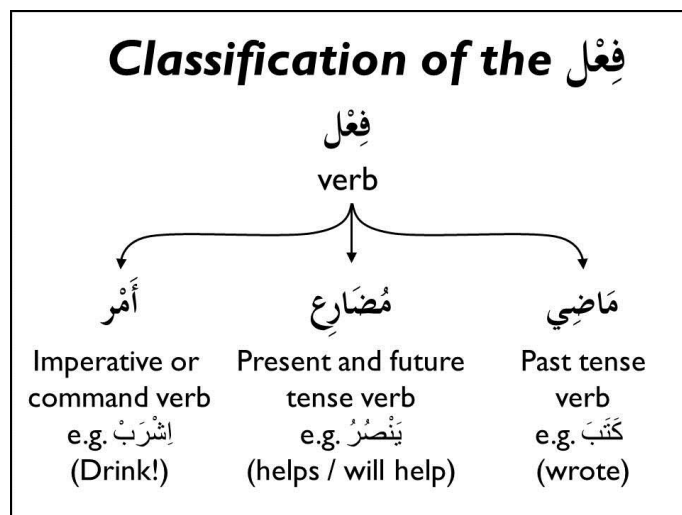 Classification of the فِعْل
فِعْل
verb
أَمْر
Imperative or
command verb
e.g. اِشْرَبْ
(Drink!)
مُضَارِع
Present and future
tense verb
e.g. يَنْصُرُ
(helps / will help)
مَاضِي
Past tense
verb
e.g. كَتَبَ
(wrote)